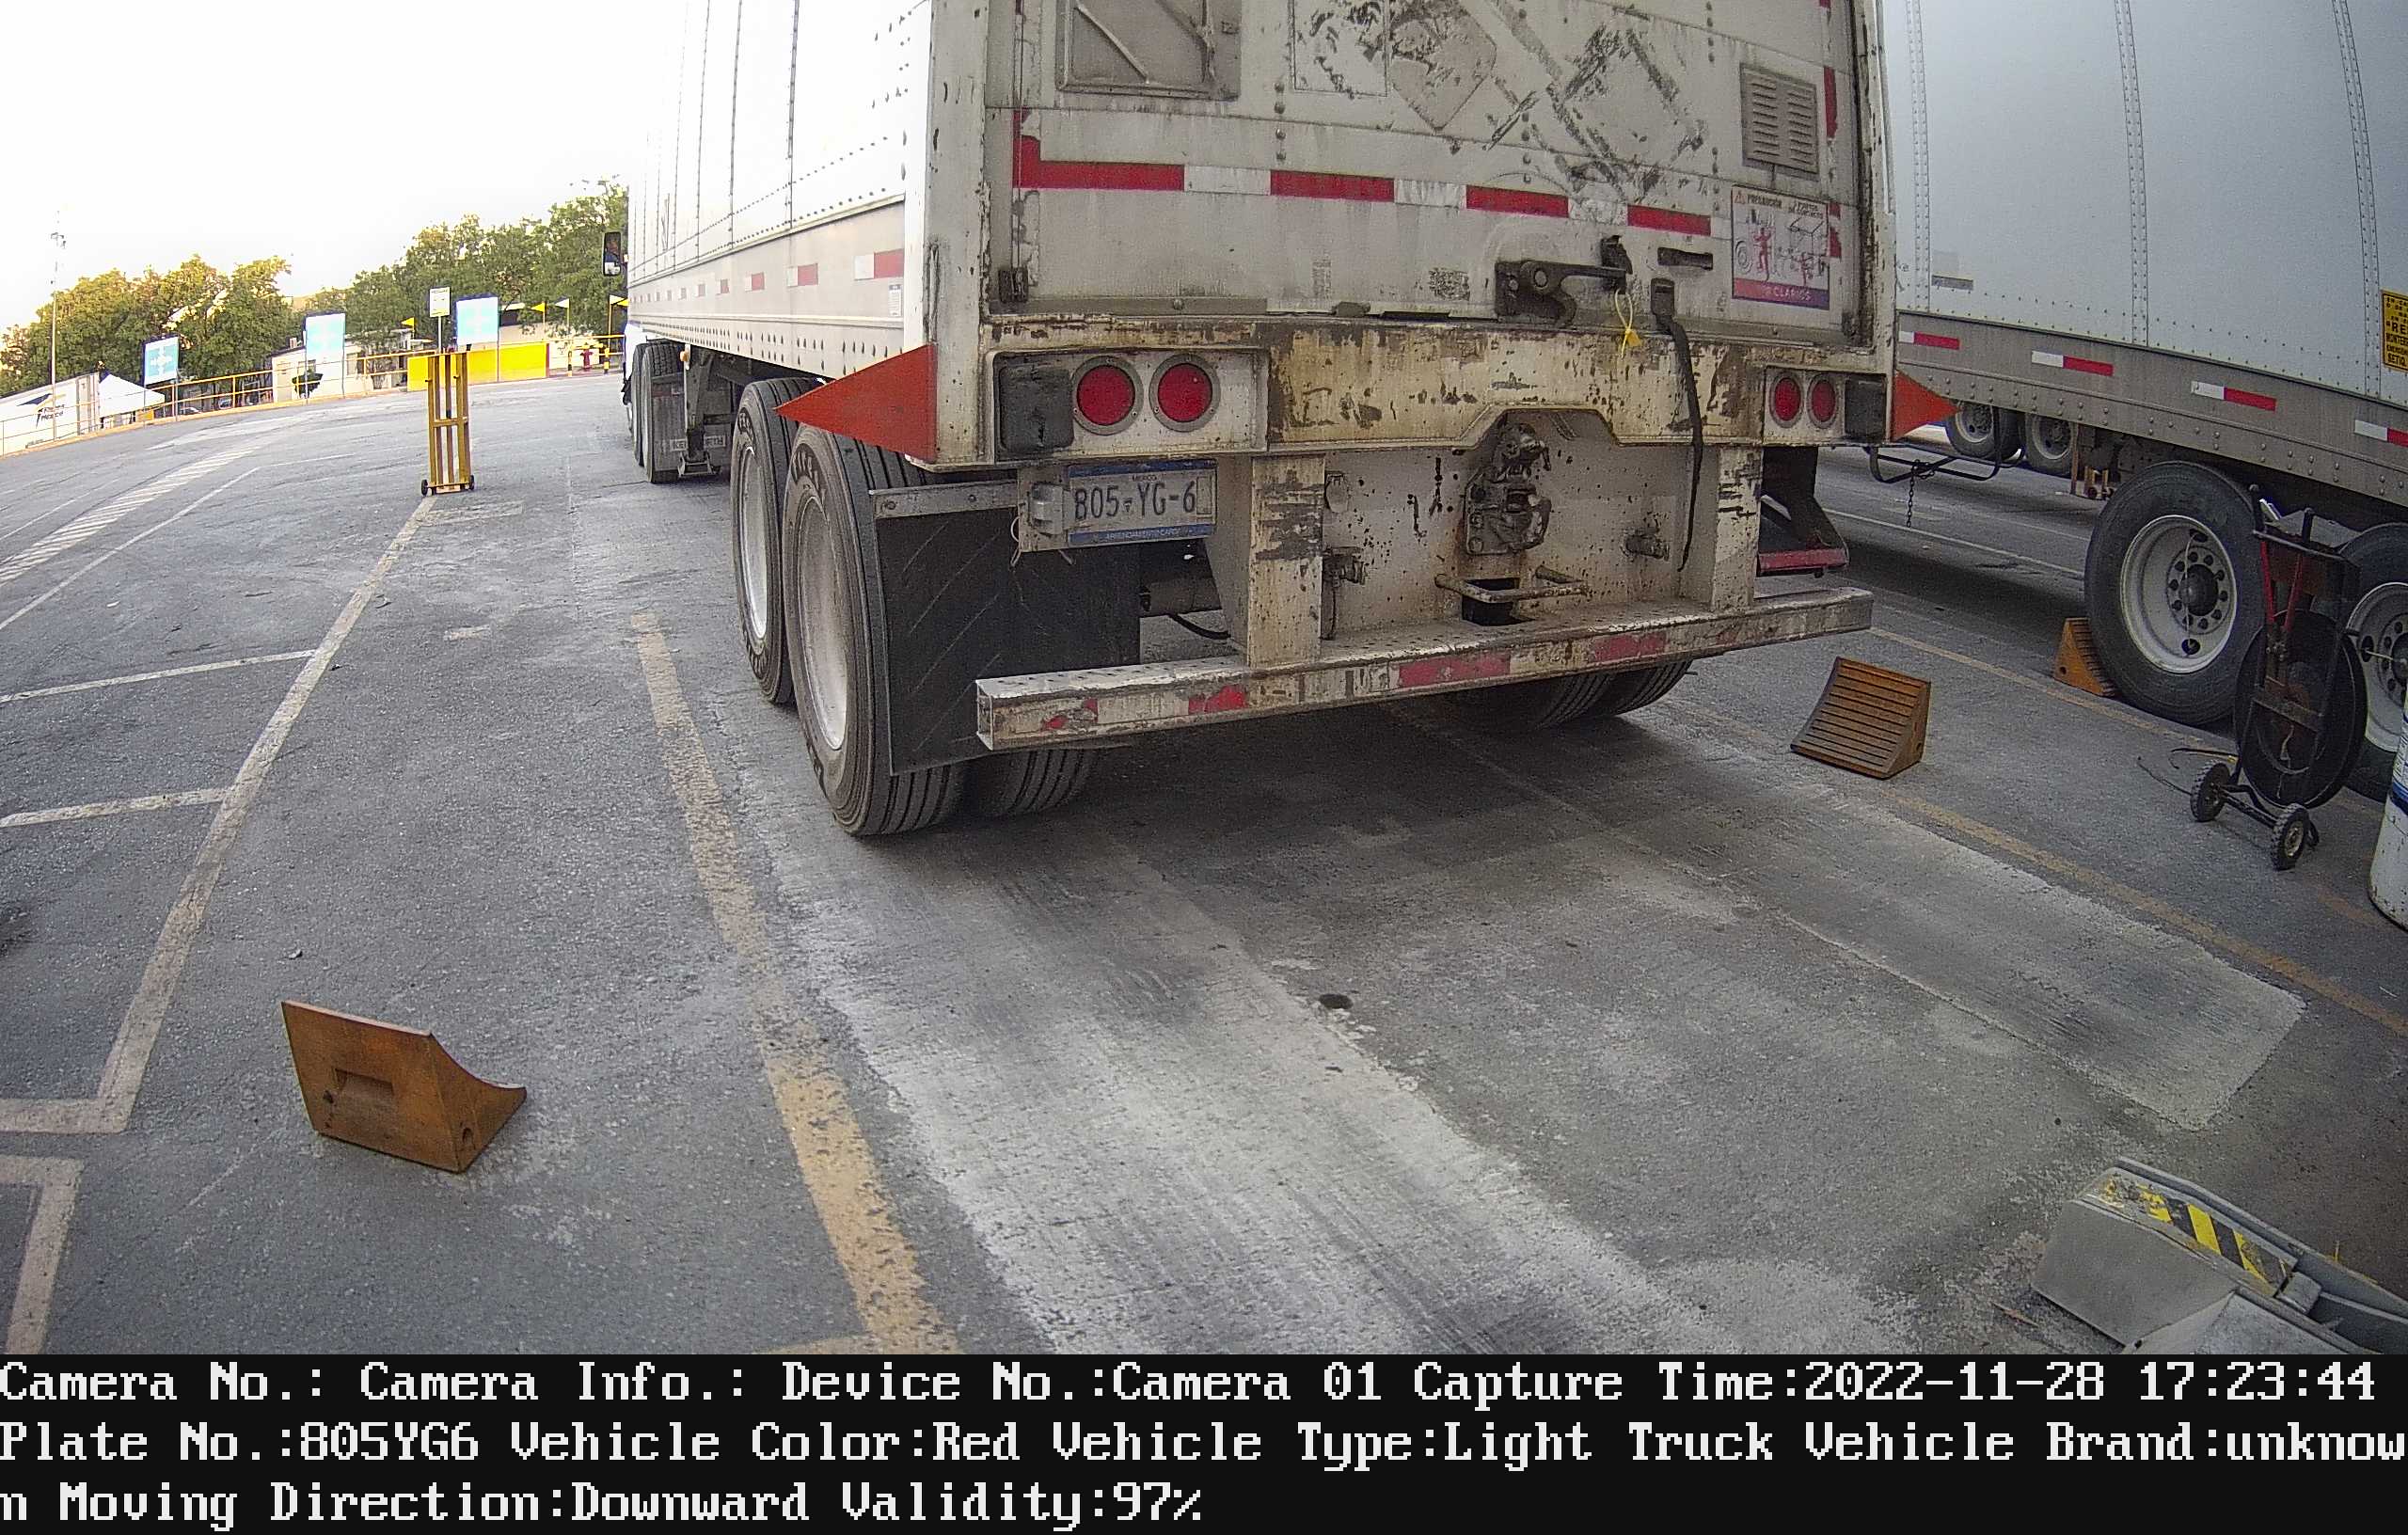 PRECAUCIÓN
CLARIOS
MEXICO
805-YG-6
Camera No.: Camera Info.: Device No.:Camera 01 Capture Time:2022-11-28 17:23:44
Plate No.:805YG6 Vehicle Color:Red Vehicle Type:Light Truck Vehicle Brand:unknow
n Moving Direction:Downward Validity:97%